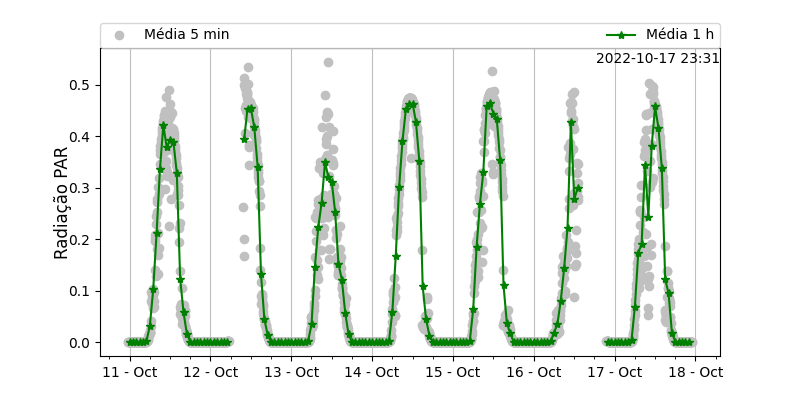 Média 5 min
Média 1 h
2022-10-17 23:31
Radiação PAR
0.5
0.4
0.3
0.2
0.1
0.0
11 - Oct
12 - Oct
13 - Oct
14 - Oct
15 - Oct
16 - Oct
17 - Oct
18 - Oct